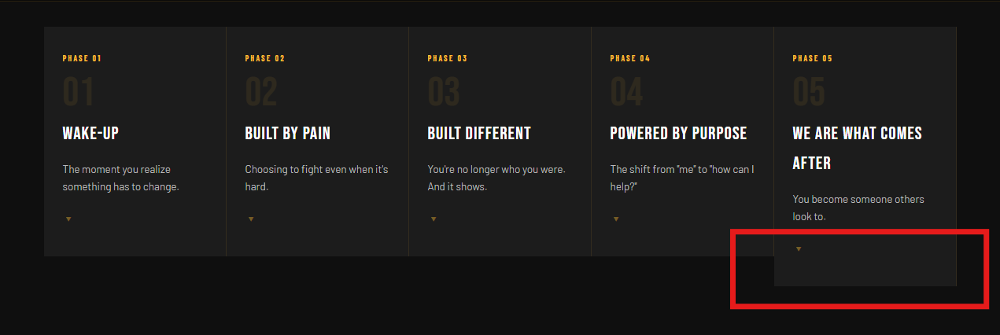 PHASE 01
01
WAKE-UP
The moment you realize
something has to change.
PHASE 02
02
BUILT BY PAIN
Choosing to fight even when it's
hard.
PHASE 03
03
BUILT DIFFERENT
You're no longer who you were.
And it shows.
PHASE 04
04
POWERED BY PURPOSE
The shift from "me" to "how can I
help?"
PHASE 05
05
WE ARE WHAT COMES
AFTER
You become someone others
look to.